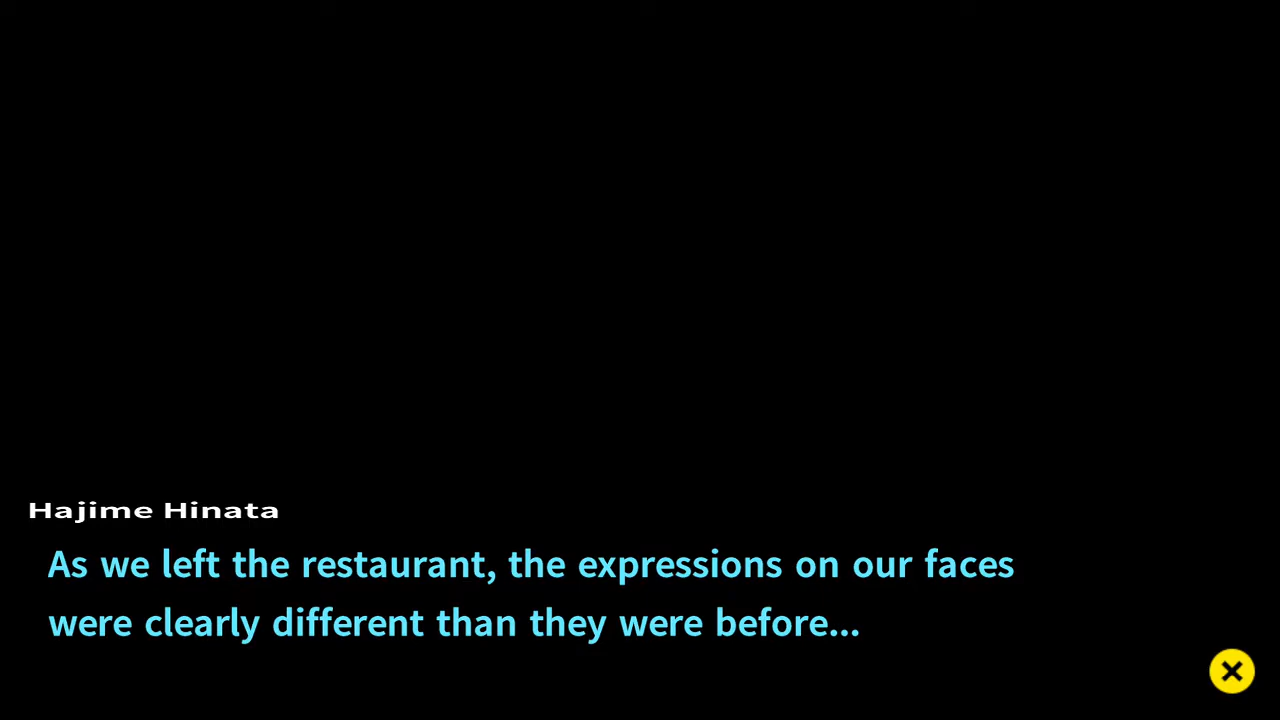 Hajime Hinata
As we left the restaurant, the expressions on our faces
were clearly different than they were before...